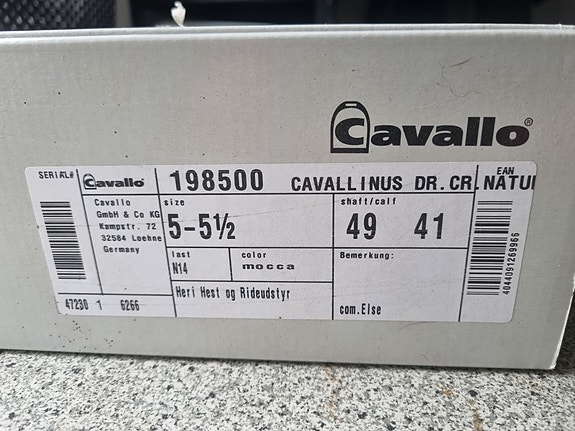 Cavallo®
SERIAL#
Cavallo
198500 CAVALLINUS DR.CR.NATU
EAN
Cavallo
GmbH & Co KG
Kampstr. 72
32584 Loehne
Germany
size
5-5½
shaft/calf
49 41
last
N14
color
mocca
Bemerkung:
Heri Hest og Rideudstyr
com.Else
47230 1 6266
4044091269966